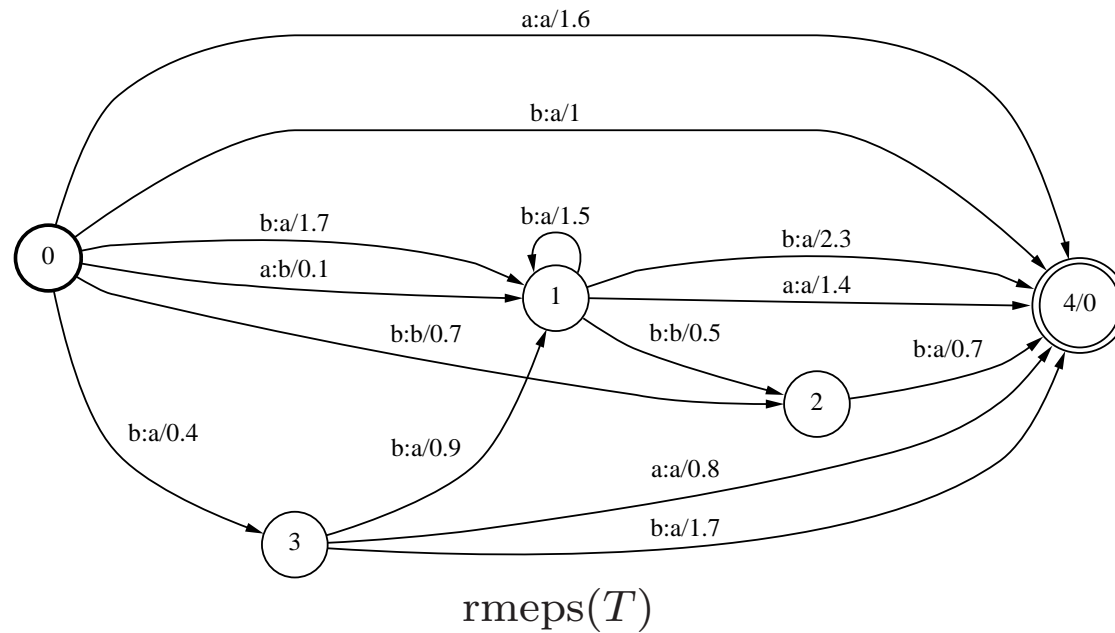 a:a/1.6
b:a/1
b:a/1.7
b:a/1.5
b:a/2.3
0
a:b/0.1
1
a:a/1.4
4/0
b:b/0.7
b:b/0.5
b:a/0.7
2
b:a/0.4
b:a/0.9
a:a/0.8
b:a/1.7
3
rmeps(T)